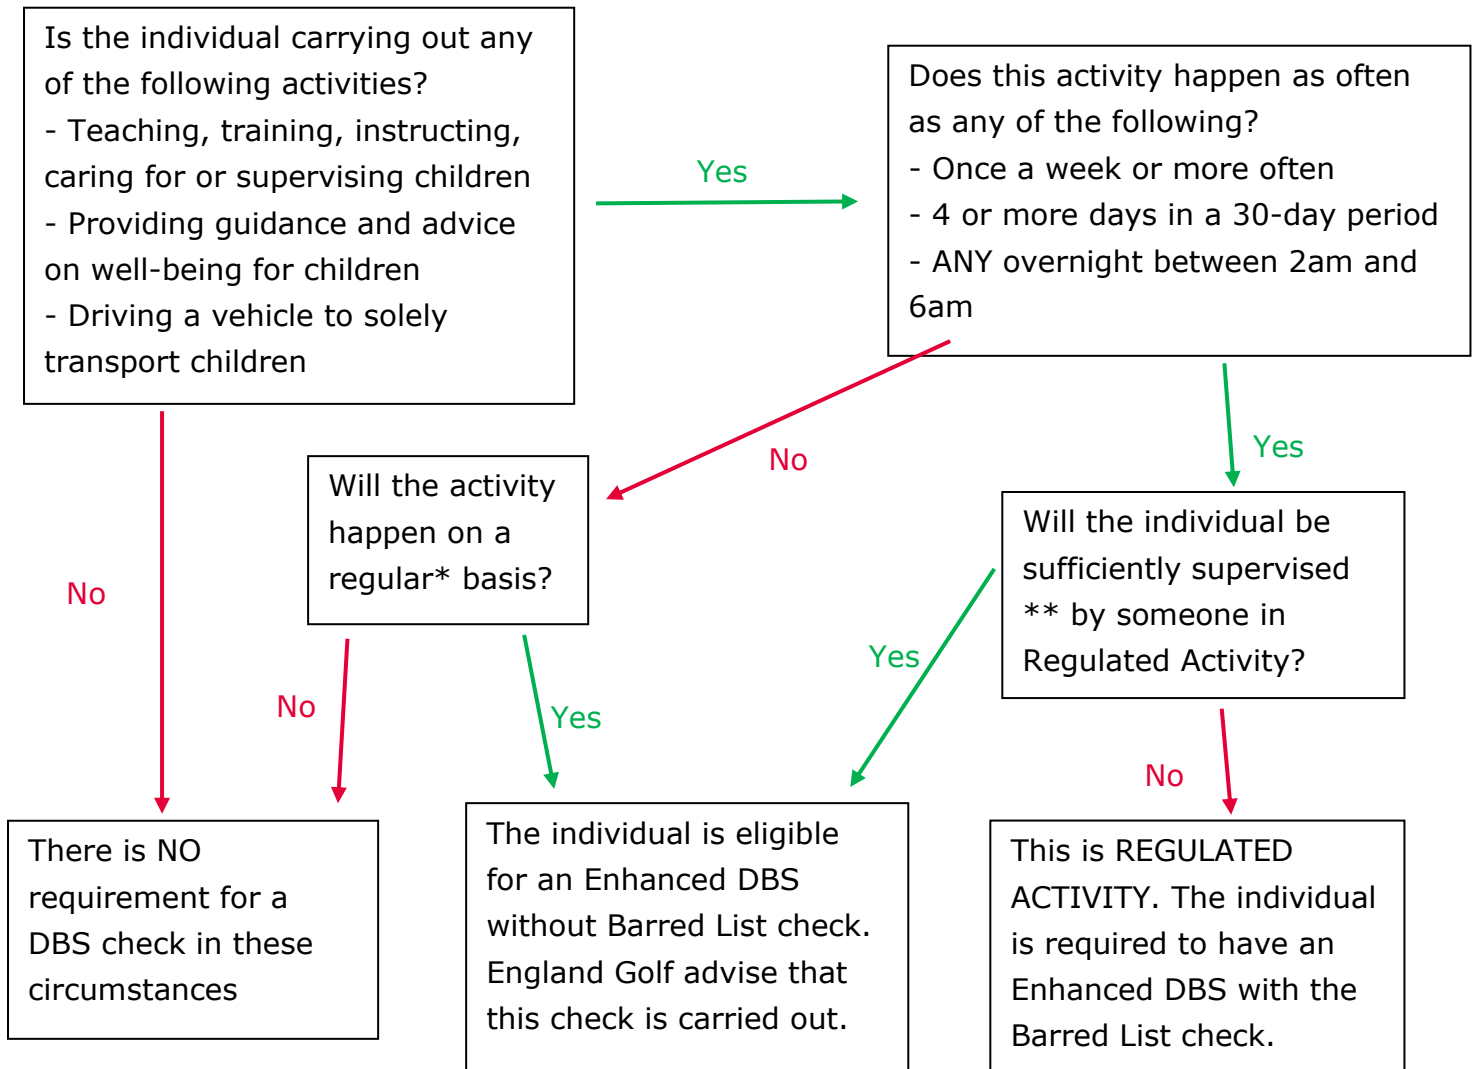 Is the individual carrying out any
of the following activities?
- Teaching, training, instructing,
caring for or supervising children
- Providing guidance and advice
on well-being for children
- Driving a vehicle to solely
transport children
Yes
Does this activity happen as often
as any of the following?
- Once a week or more often
- 4 or more days in a 30-day period
- ANY overnight between 2am and
6am
No
Yes
No
Will the activity
happen on a
regular* basis?
Will the individual be
sufficiently supervised
** by someone in
Regulated Activity?
No
Yes
Yes
No
There is NO
requirement for a
DBS check in these
circumstances
The individual is eligible
for an Enhanced DBS
without Barred List check.
England Golf advise that
this check is carried out.
This is REGULATED
ACTIVITY. The individual
is required to have an
Enhanced DBS with the
Barred List check.